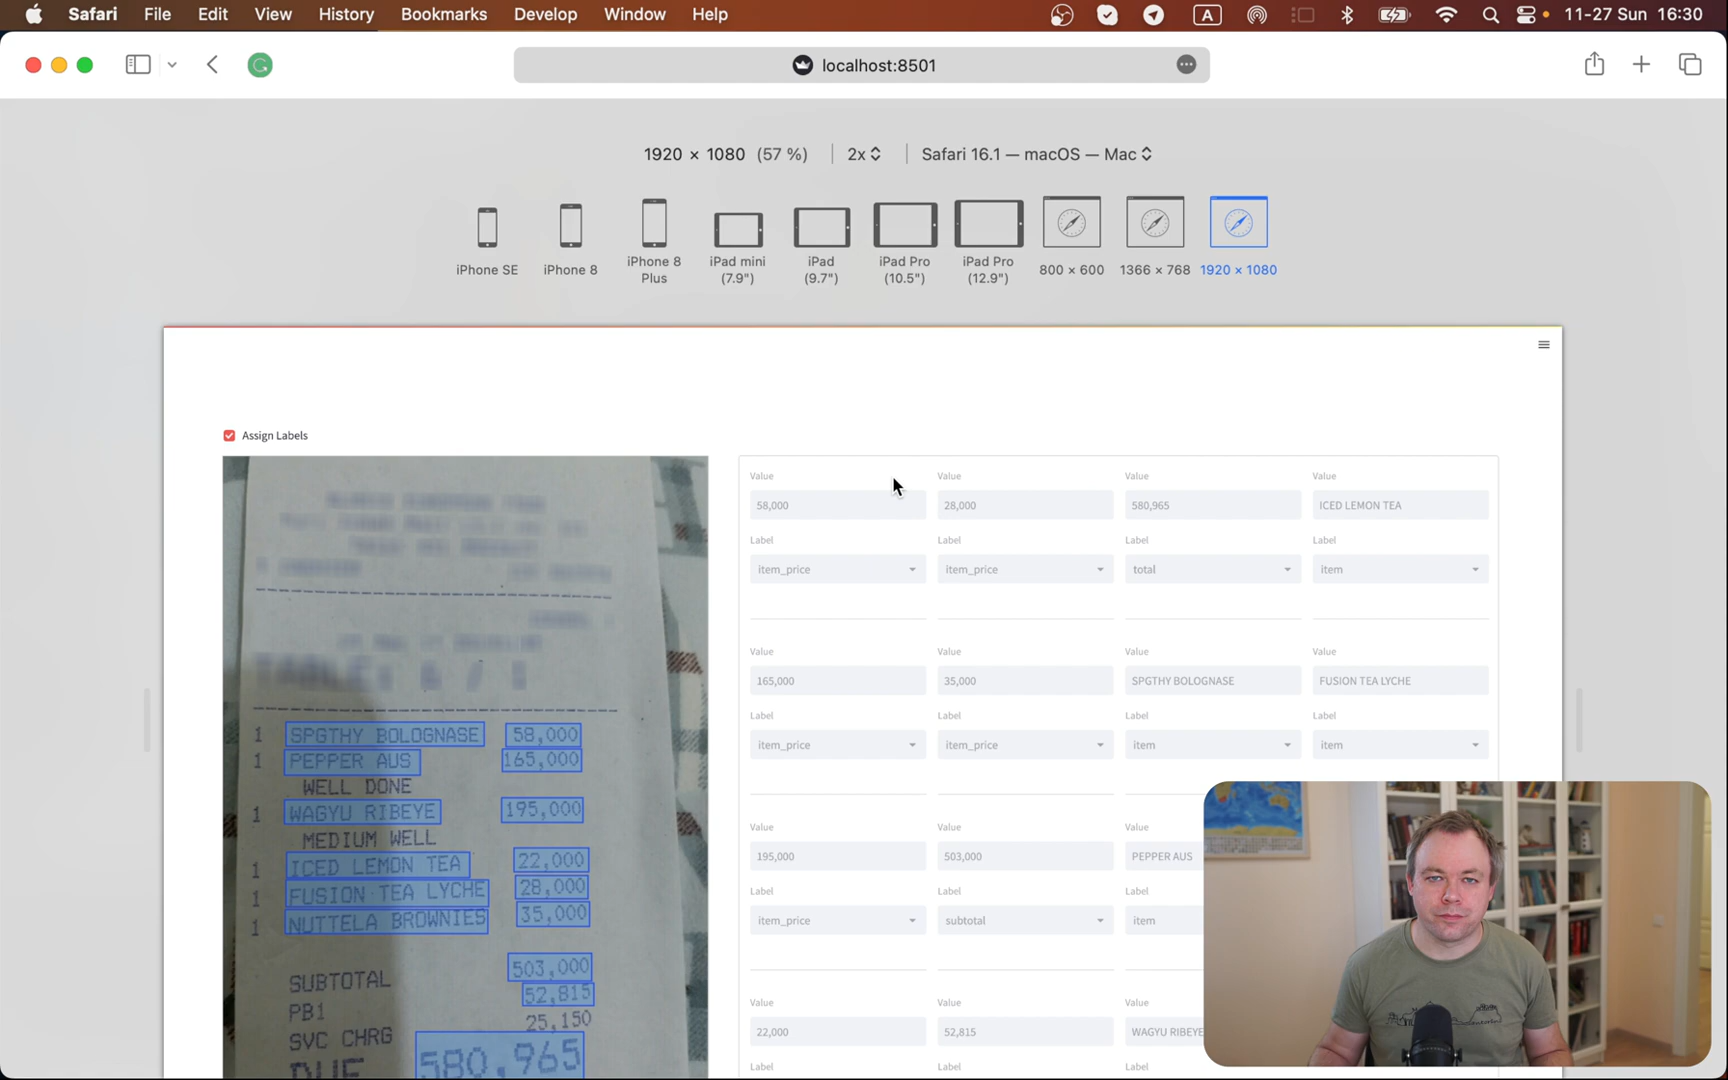 Safari File Edit View History Bookmarks Develop Window Help A 11-27 Sun 16:30
localhost:8501
1920 × 1080 (57 %) 2x Safari 16.1 — macOS — Mac
iPhone SE
iPhone 8
iPhone 8 Plus
iPad mini (7.9")
iPad (9.7")
iPad Pro (10.5")
iPad Pro (12.9")
800 × 600
1366 × 768
1920 × 1080
Assign Labels
1 SPGTHY BOLOGNASE 58,000
1 PEPPER AUS 165,000
WELL DONE
1 WAGYU RIBEYE 195,000
MEDIUM WELL
1 ICED LEMON TEA 22,000
1 FUSION TEA LYCHE 28,000
1 NUTTELA BROWNIES 35,000
SUBTOTAL 503,000
PB1 52,815
SVC CHRG 25,150
DUE 580,965
Value Value Value Value
58,000 28,000 580,965 ICED LEMON TEA
Label Label Label Label
item_price item_price total item
Value Value Value Value
165,000 35,000 SPGTHY BOLOGNASE FUSION TEA LYCHE
Label Label Label Label
item_price item_price item item
Value Value Value
195,000 503,000 PEPPER AUS
Label Label Label
item_price subtotal item
Value Value Value
22,000 52,815 WAGYU RIBEYE
Label Label Label